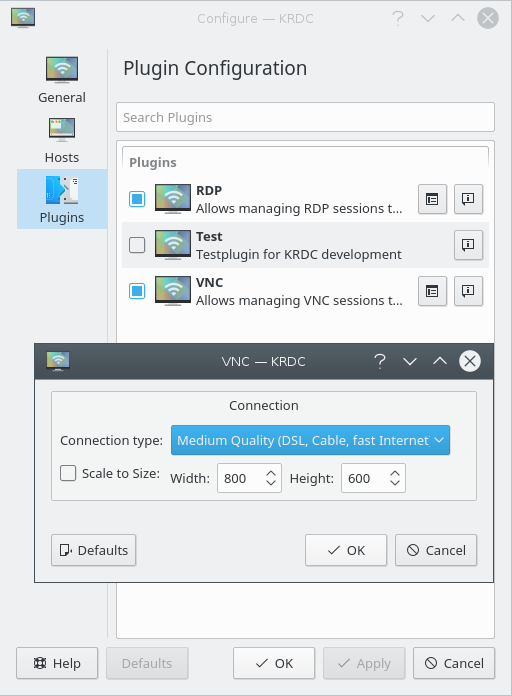 Configure — KRDC
General
Hosts
Plugins
Plugin Configuration
Search Plugins
Plugins
RDP
Allows managing RDP sessions t...
Test
Testplugin for KRDC development
VNC
Allows managing VNC sessions t...
VNC — KRDC
Connection
Connection type: Medium Quality (DSL, Cable, fast Internet
Scale to Size: Width: 800 Height: 600
Defaults OK Cancel
Help Defaults OK Apply Cancel